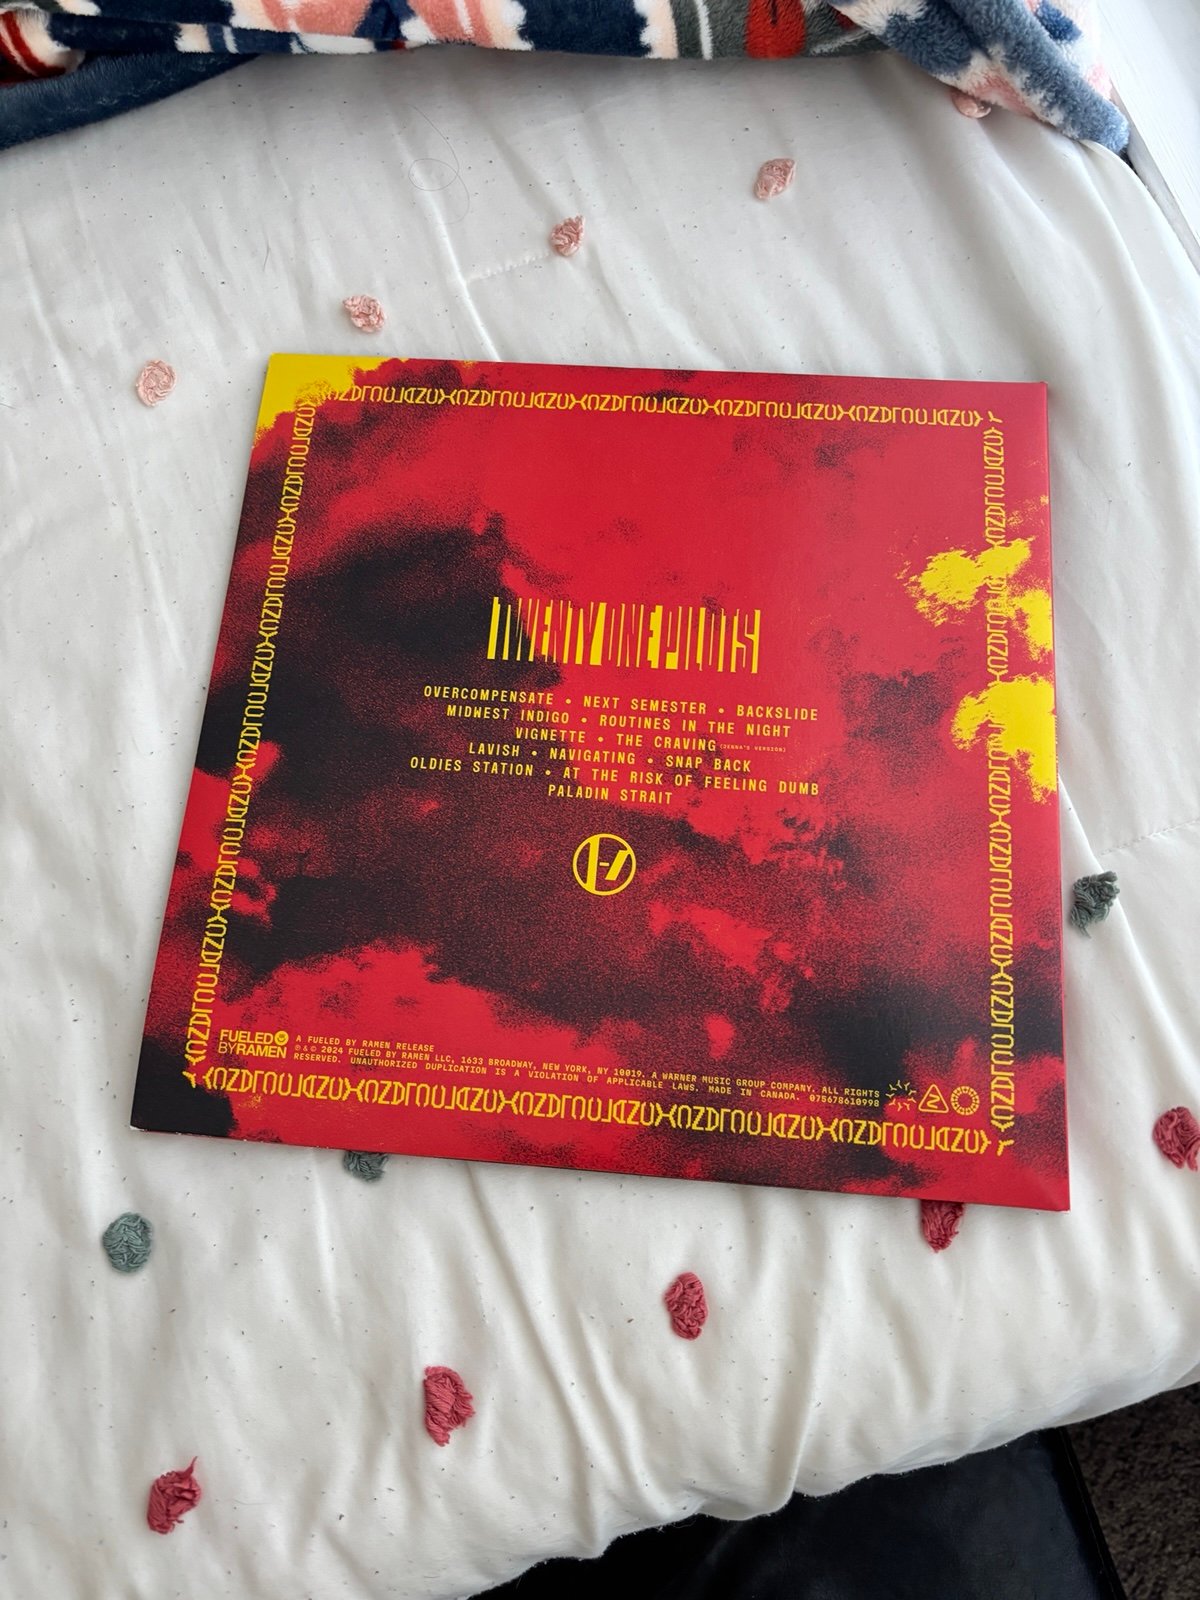 TWENTY ONE PILOTS
OVERCOMPENSATE • NEXT SEMESTER • BACKSLIDE
MIDWEST INDIGO • ROUTINES IN THE NIGHT
VIGNETTE • THE CRAVING (JENNA'S VERSION)
LAVISH • NAVIGATING • SNAP BACK
OLDIES STATION • AT THE RISK OF FEELING DUMB
PALADIN STRAIT
FUELED
BY RAMEN
A FUELED BY RAMEN RELEASE
℗ & © 2024 FUELED BY RAMEN LLC, 1633 BROADWAY, NEW YORK, NY 10019. A WARNER MUSIC GROUP COMPANY. ALL RIGHTS
RESERVED. UNAUTHORIZED DUPLICATION IS A VIOLATION OF APPLICABLE LAWS. MADE IN CANADA. 075678610998